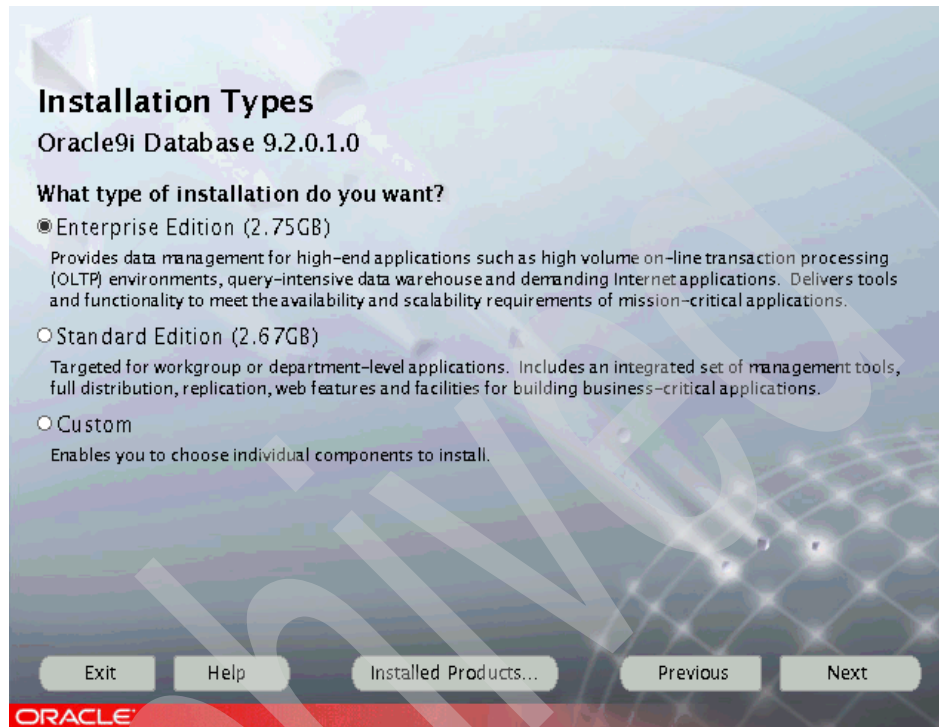 Installation Types
Oracle9i Database 9.2.0.1.0
What type of installation do you want?
Enterprise Edition (2.75GB)
Provides data management for high-end applications such as high volume on-line transaction processing
(OLTP) environments, query-intensive data warehouse and demanding Internet applications. Delivers tools
and functionality to meet the availability and scalability requirements of mission-critical applications.
Standard Edition (2.67GB)
Targeted for workgroup or department-level applications. Includes an integrated set of management tools,
full distribution, replication, web features and facilities for building business-critical applications.
Custom
Enables you to choose individual components to install.
Exit Help Installed Products... Previous Next
ORACLE
hived